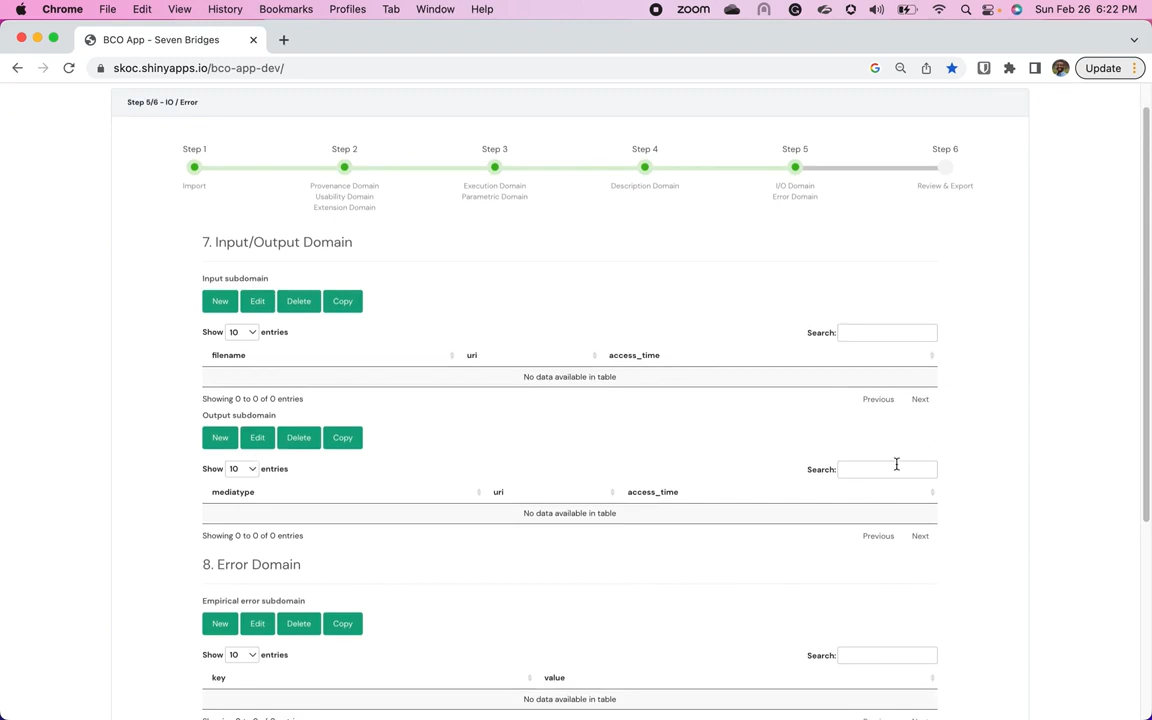 Chrome File Edit View History Bookmarks Profiles Tab Window Help zoom Sun Feb 26 6:22 PM
BCO App - Seven Bridges
skoc.shinyapps.io/bco-app-dev/ Update
Step 5/6 - IO / Error
Step 1 Step 2 Step 3 Step 4 Step 5 Step 6
Import Provenance Domain Execution Domain Description Domain I/O Domain Review & Export
Usability Domain Parametric Domain Error Domain
Extension Domain
7. Input/Output Domain
Input subdomain
New Edit Delete Copy
Show 10 entries Search:
filename uri access_time
No data available in table
Showing 0 to 0 of 0 entries Previous Next
Output subdomain
New Edit Delete Copy
Show 10 entries Search:
mediatype uri access_time
No data available in table
Showing 0 to 0 of 0 entries Previous Next
8. Error Domain
Empirical error subdomain
New Edit Delete Copy
Show 10 entries Search:
key value
No data available in table